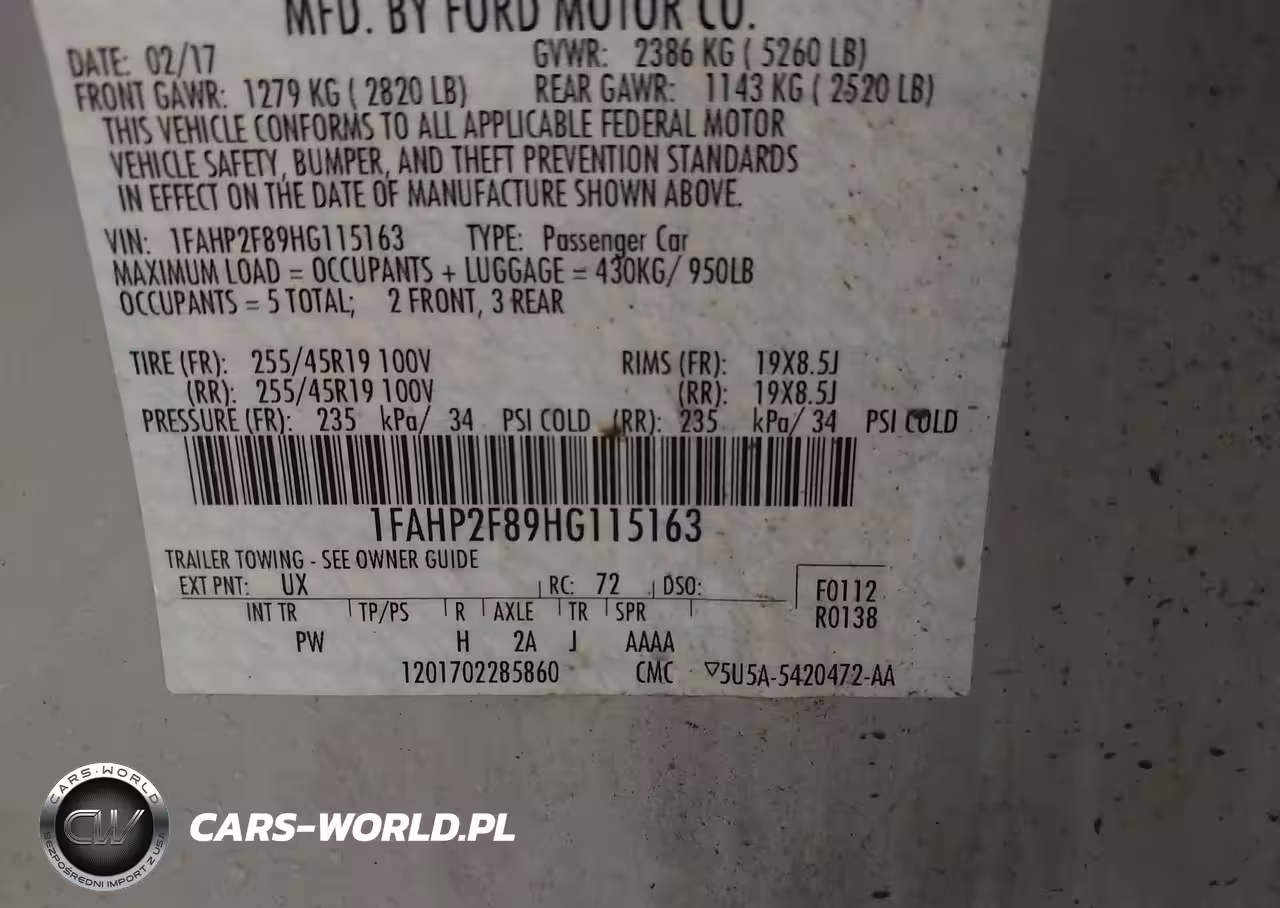 MFD. BY FORD MOTOR CO.
DATE: 02/17 GVWR: 2386 KG ( 5260 LB)
FRONT GAWR: 1279 KG ( 2820 LB) REAR GAWR: 1143 KG ( 2520 LB)
THIS VEHICLE CONFORMS TO ALL APPLICABLE FEDERAL MOTOR
VEHICLE SAFETY, BUMPER, AND THEFT PREVENTION STANDARDS
IN EFFECT ON THE DATE OF MANUFACTURE SHOWN ABOVE.
VIN: 1FAHP2F89HG115163 TYPE: Passenger Car
MAXIMUM LOAD = OCCUPANTS + LUGGAGE = 430KG/ 950LB
OCCUPANTS = 5 TOTAL; 2 FRONT, 3 REAR
TIRE (FR): 255/45R19 100V RIMS (FR): 19X8.5J
(RR): 255/45R19 100V (RR): 19X8.5J
PRESSURE (FR): 235 kPa/ 34 PSI COLD (RR): 235 kPa/ 34 PSI COLD
1FAHP2F89HG115163
TRAILER TOWING - SEE OWNER GUIDE
EXT PNT: UX RC: 72 DSO: F0112
INT TR TP/PS R AXLE TR SPR R0138
PW H 2A J AAAA
1201702285860 CMC ▽5U5A-5420472-AA
CARS-WORLD
CW
BEZPOŚREDNI IMPORT Z USA
CARS-WORLD.PL